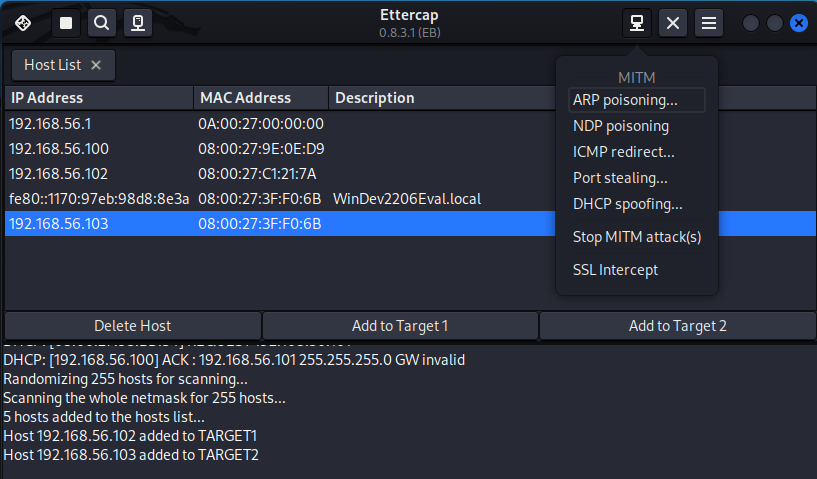 Ettercap
0.8.3.1 (EB)
Host List
IP Address MAC Address Description
192.168.56.1 0A:00:27:00:00:00
192.168.56.100 08:00:27:9E:0E:D9
192.168.56.102 08:00:27:C1:21:7A
fe80::1170:97eb:98d8:8e3a 08:00:27:3F:F0:6B WinDev2206Eval.local
192.168.56.103 08:00:27:3F:F0:6B
MITM
ARP poisoning...
NDP poisoning
ICMP redirect...
Port stealing...
DHCP spoofing...
Stop MITM attack(s)
SSL Intercept
Delete Host Add to Target 1 Add to Target 2
DHCP: [192.168.56.100] ACK : 192.168.56.101 255.255.255.0 GW invalid
Randomizing 255 hosts for scanning...
Scanning the whole netmask for 255 hosts...
5 hosts added to the hosts list...
Host 192.168.56.102 added to TARGET1
Host 192.168.56.103 added to TARGET2